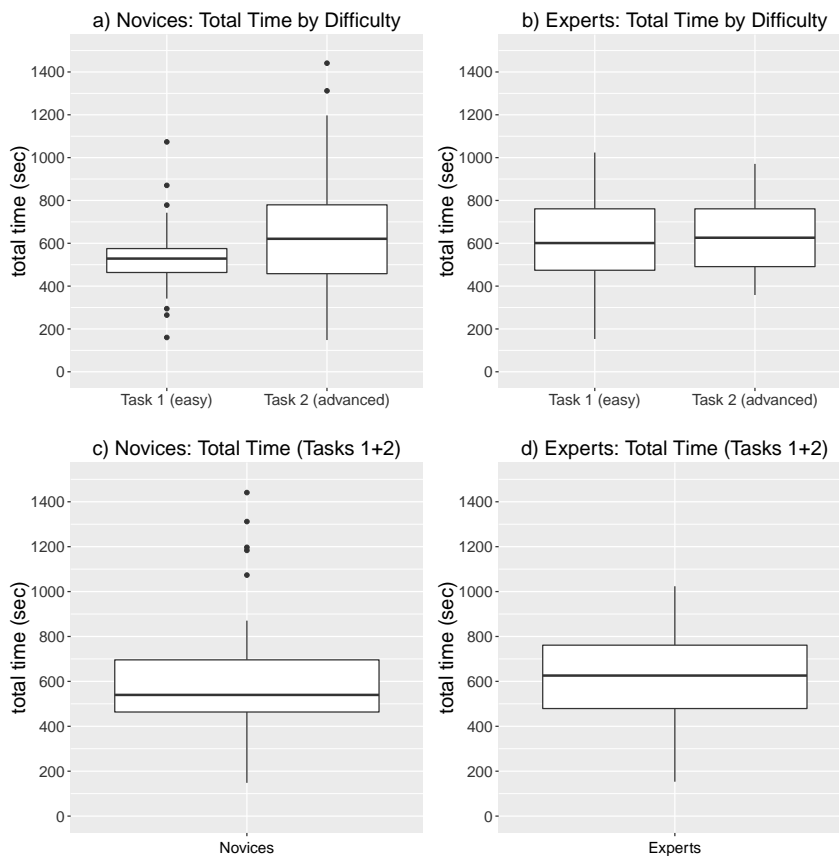 a) Novices: Total Time by Difficulty
total time (sec)
1400
1200
1000
800
600
400
200
0
Task 1 (easy) Task 2 (advanced)
b) Experts: Total Time by Difficulty
total time (sec)
1400
1200
1000
800
600
400
200
0
Task 1 (easy) Task 2 (advanced)
c) Novices: Total Time (Tasks 1+2)
total time (sec)
1400
1200
1000
800
600
400
200
0
Novices
d) Experts: Total Time (Tasks 1+2)
total time (sec)
1400
1200
1000
800
600
400
200
0
Experts